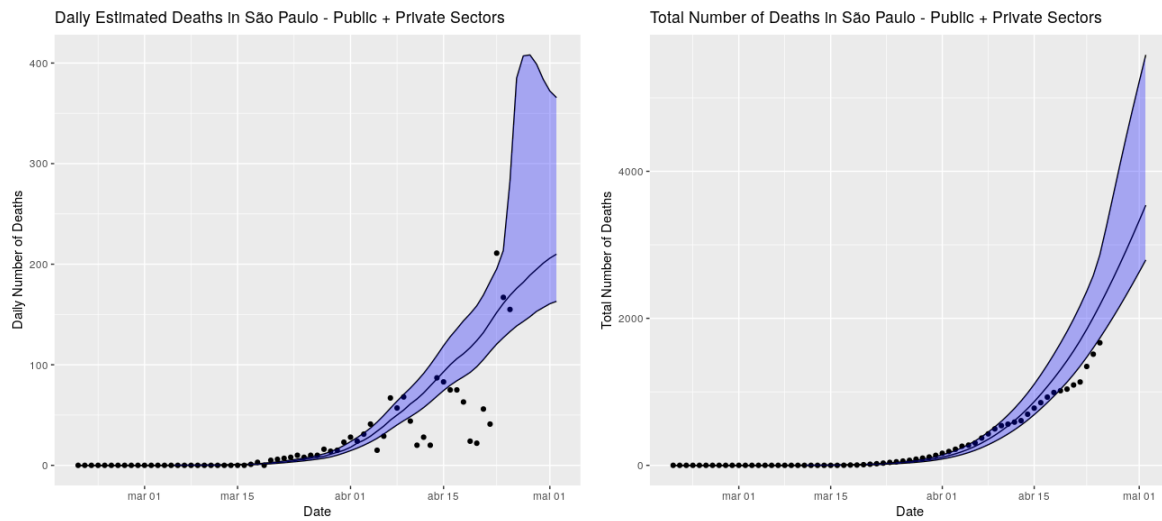 Daily Estimated Deaths in São Paulo - Public + Private Sectors
Daily Number of Deaths
400
300
200
100
0
mar 01 mar 15 abr 01 abr 15 mai 01
Date
Total Number of Deaths in São Paulo - Public + Private Sectors
Total Number of Deaths
4000
2000
0
mar 01 mar 15 abr 01 abr 15 mai 01
Date